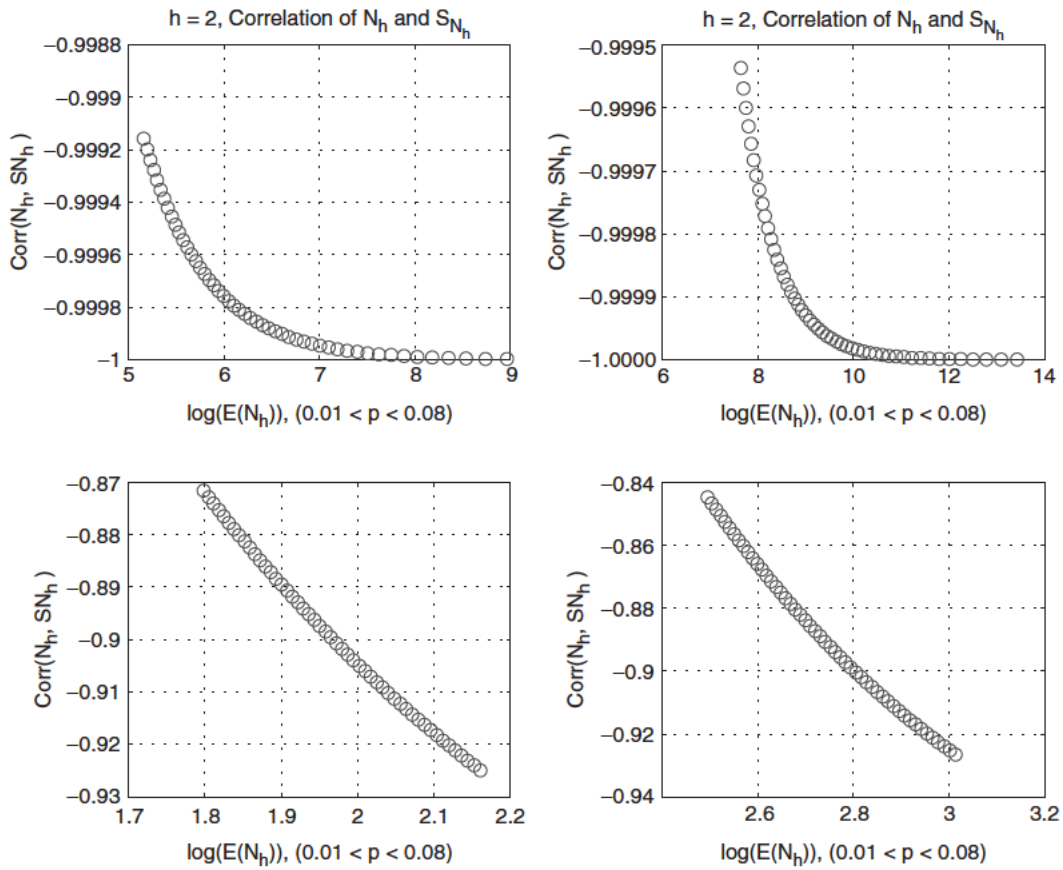 h = 2, Correlation of N_h and S_{N_h}
−0.9988
−0.999
−0.9992
−0.9994
−0.9996
−0.9998
−1
Corr(N_h, SN_h )
5 6 7 8 9
log(E(N_h)), (0.01 < p < 0.08)
h = 2, Correlation of N_h and S_{N_h}
−0.9995
−0.9996
−0.9997
−0.9998
−0.9999
−1.0000
Corr(N_h, SN_h )
6 8 10 12 14
log(E(N_h)), (0.01 < p < 0.08)
−0.87
−0.88
−0.89
−0.9
−0.91
−0.92
−0.93
Corr(N_h, SN_h )
1.7 1.8 1.9 2 2.1 2.2
log(E(N_h)), (0.01 < p < 0.08)
−0.84
−0.86
−0.88
−0.9
−0.92
−0.94
Corr(N_h, SN_h )
2.6 2.8 3 3.2
log(E(N_h)), (0.01 < p < 0.08)